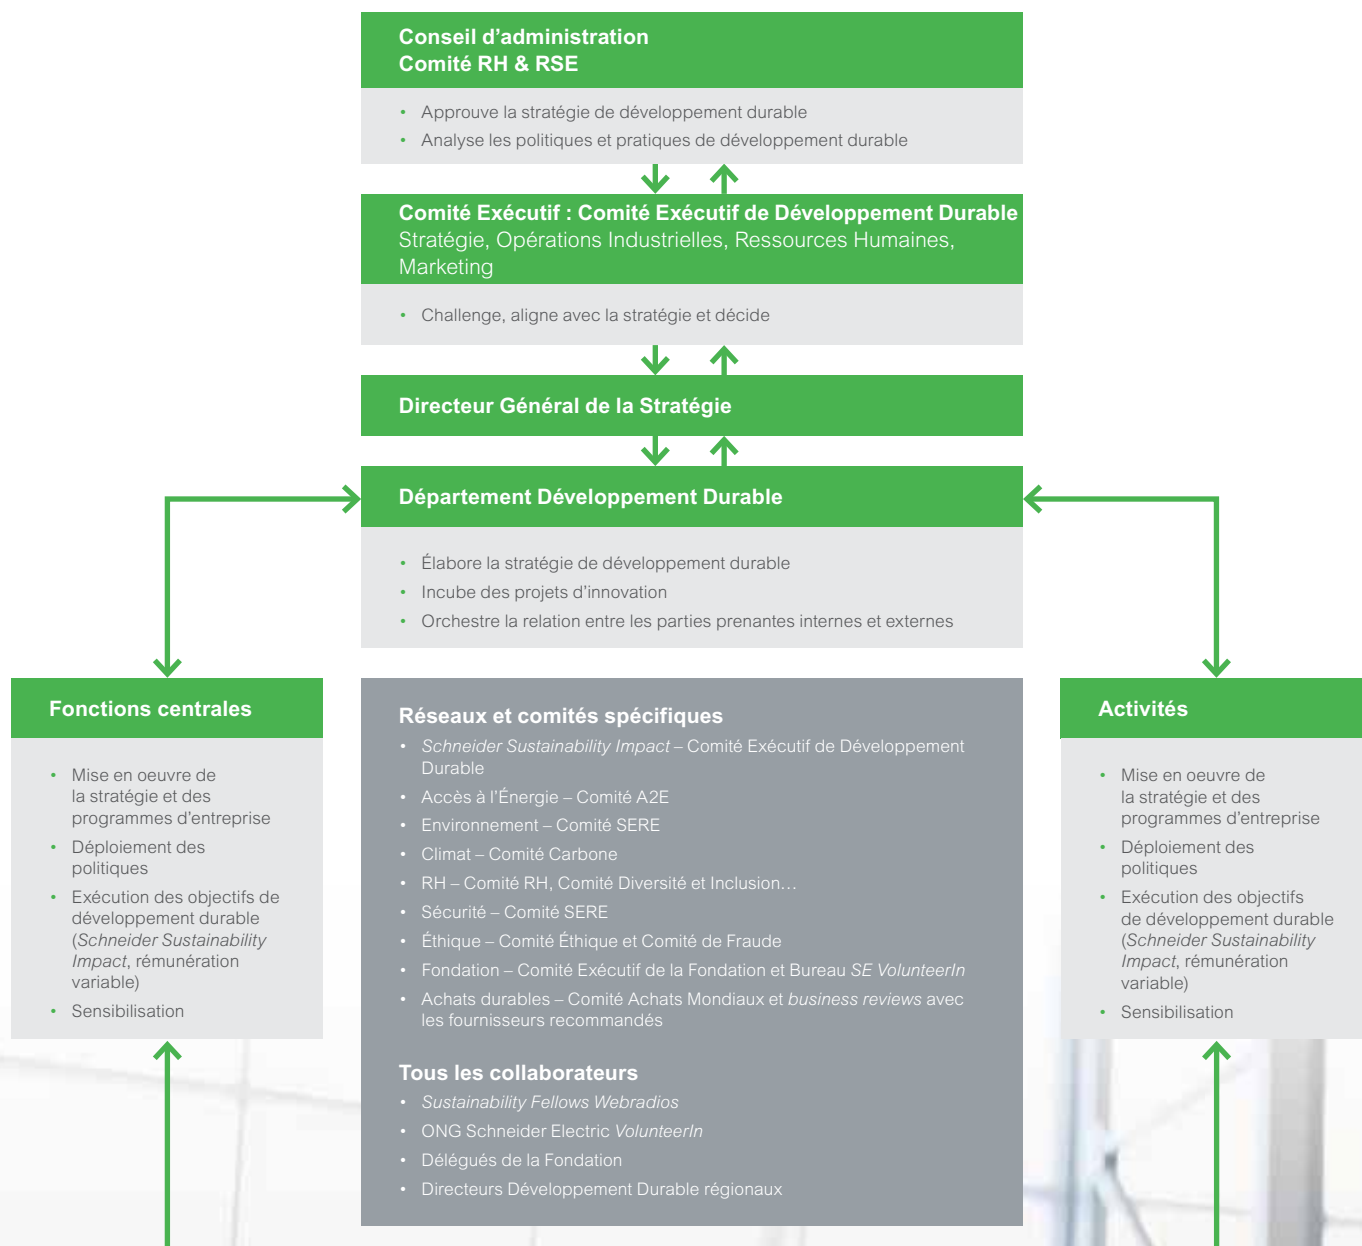 Conseil d’administration
Comité RH & RSE
• Approuve la stratégie de développement durable
• Analyse les politiques et pratiques de développement durable
Comité Exécutif : Comité Exécutif de Développement Durable
Stratégie, Opérations Industrielles, Ressources Humaines,
Marketing
• Challenge, aligne avec la stratégie et décide
Directeur Général de la Stratégie
Département Développement Durable
• Élabore la stratégie de développement durable
• Incube des projets d’innovation
• Orchestre la relation entre les parties prenantes internes et externes
Fonctions centrales
• Mise en oeuvre de
la stratégie et des
programmes d’entreprise
• Déploiement des
politiques
• Exécution des objectifs de
développement durable
(Schneider Sustainability
Impact, rémunération
variable)
• Sensibilisation
Réseaux et comités spécifiques
• Schneider Sustainability Impact – Comité Exécutif de Développement
Durable
• Accès à l’Énergie – Comité A2E
• Environnement – Comité SERE
• Climat – Comité Carbone
• RH – Comité RH, Comité Diversité et Inclusion…
• Sécurité – Comité SERE
• Éthique – Comité Éthique et Comité de Fraude
• Fondation – Comité Exécutif de la Fondation et Bureau SE VolunteerIn
• Achats durables – Comité Achats Mondiaux et business reviews avec
les fournisseurs recommandés
Tous les collaborateurs
• Sustainability Fellows Webradios
• ONG Schneider Electric VolunteerIn
• Délégués de la Fondation
• Directeurs Développement Durable régionaux
Activités
• Mise en oeuvre de
la stratégie et des
programmes d’entreprise
• Déploiement des
politiques
• Exécution des objectifs
de développement durable
(Schneider Sustainability
Impact, rémunération
variable)
• Sensibilisation